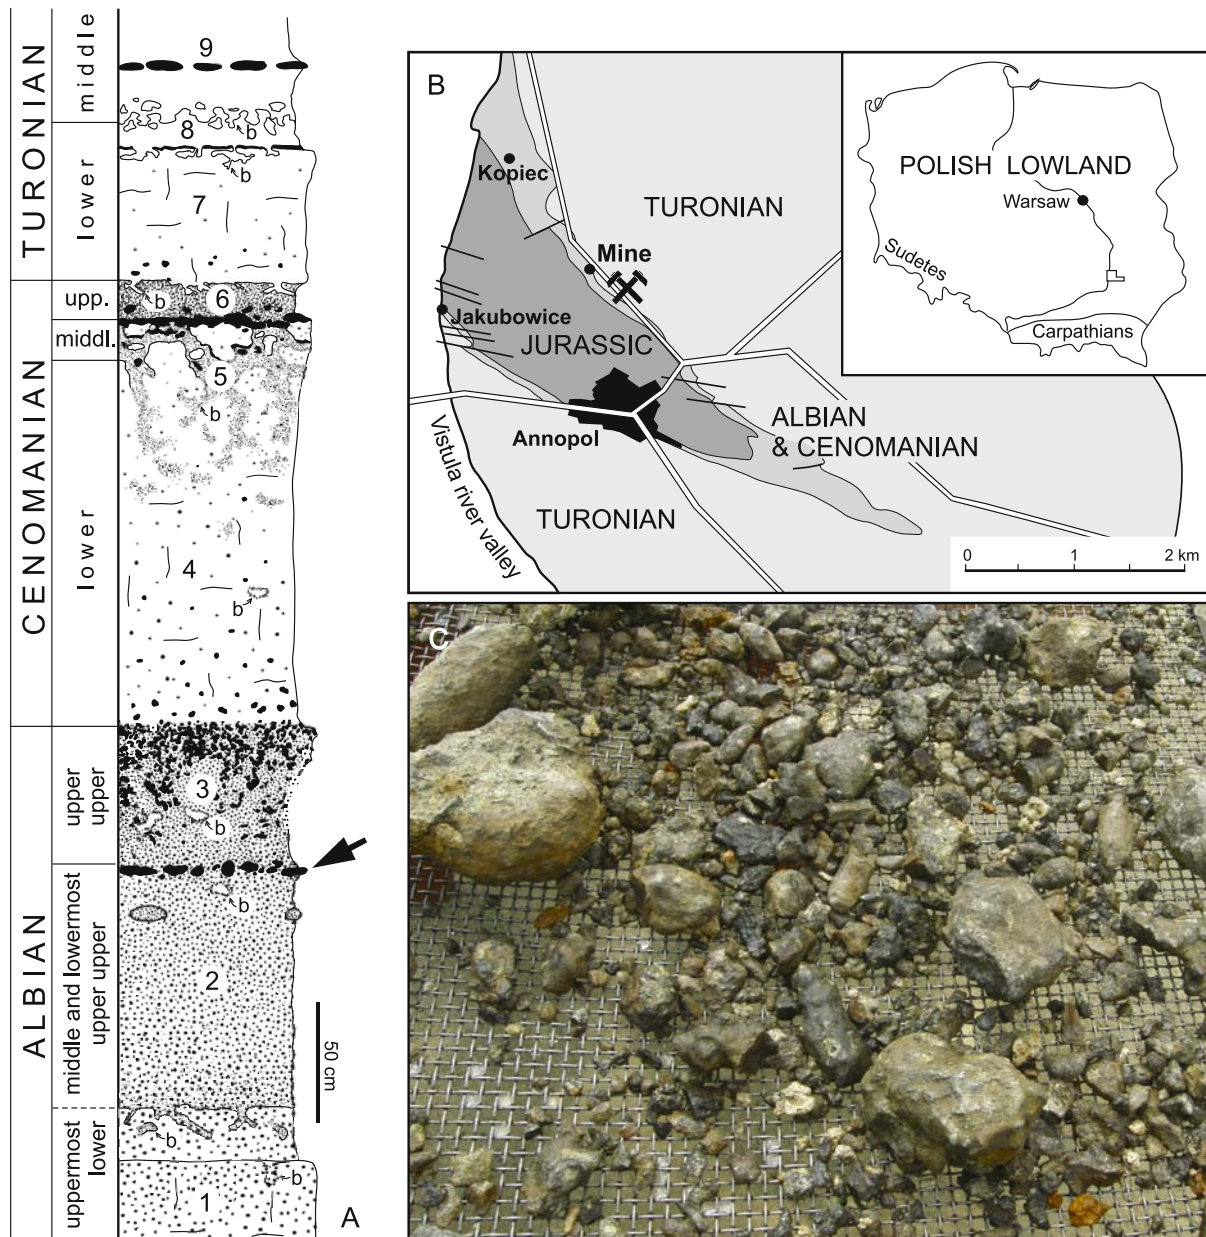 TURONIAN
middle
lower
CENOMANIAN
upp.
middl.
lower
ALBIAN
upper
upper
middle and lowermost
upper upper
uppermost
lower
9
8
b
b
7
b
6
5
b
4
b
3
b
b
2
b
b
1
50 cm
A
B
Kopiec
TURONIAN
Mine
Jakubowice
JURASSIC
Annopol
ALBIAN
& CENOMANIAN
TURONIAN
Vistula river valley
0 1 2 km
POLISH LOWLAND
Warsaw
Sudetes
Carpathians
C